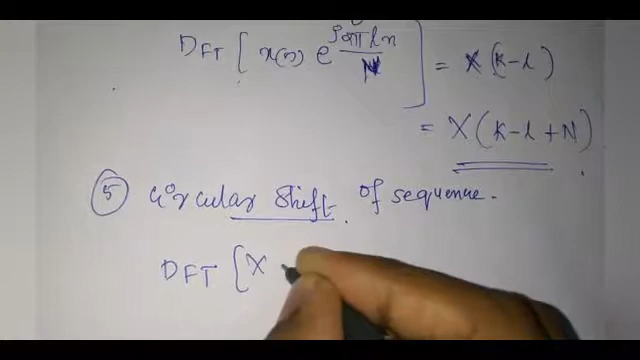 DFT [ x(n) e^{j2πln/N} ] = X(k-l)
= X(k-l+N)
⑤ Circular shift of sequence.
DFT [X